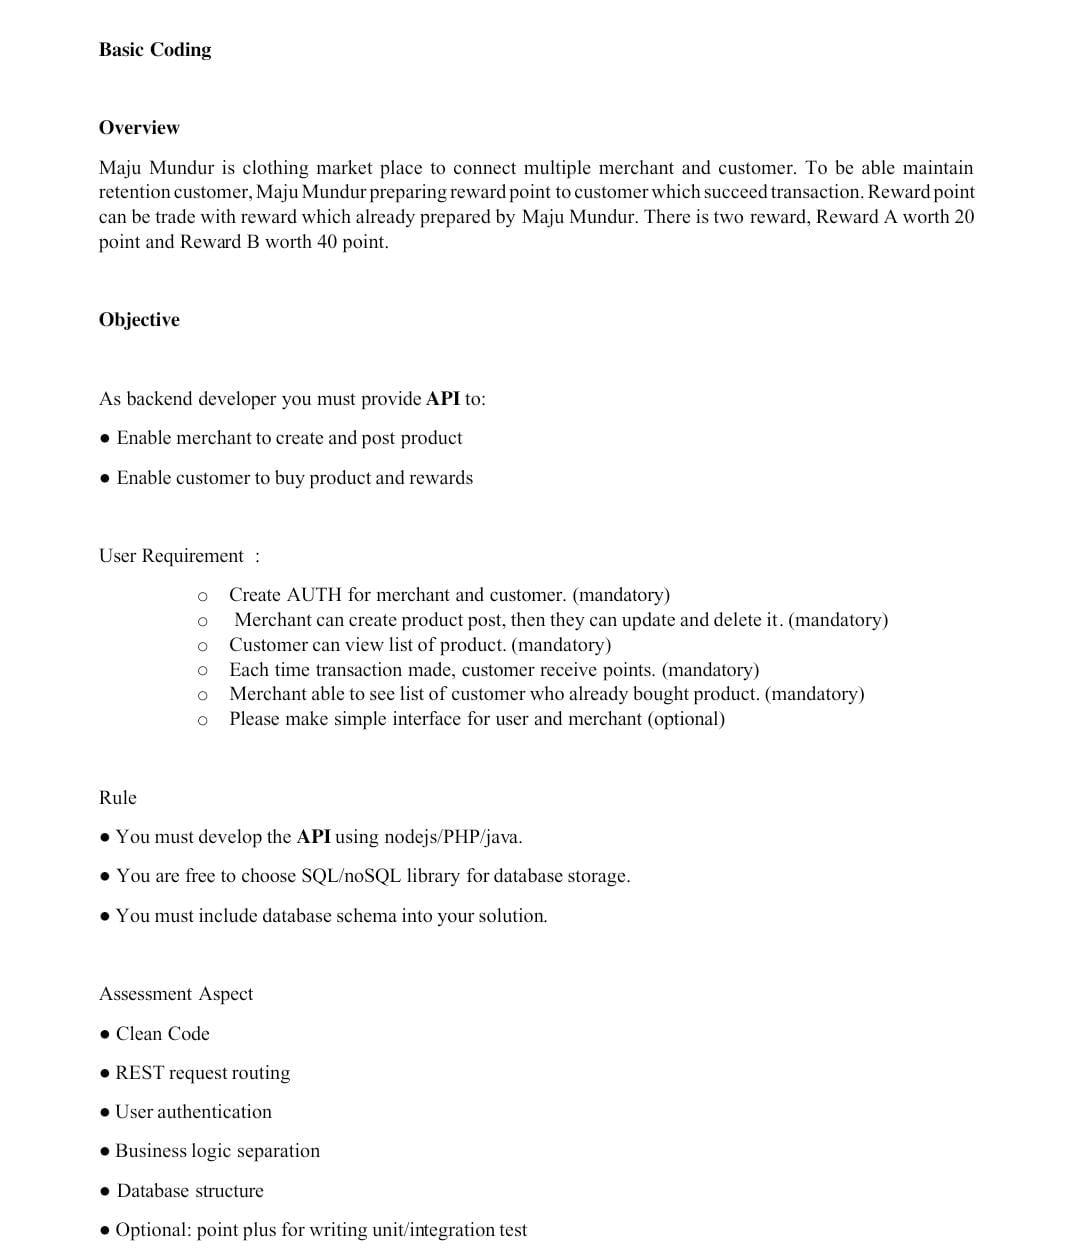 Basic Coding
Overview
Maju Mundur is clothing market place to connect multiple merchant and customer. To be able maintain
retention customer, Maju Mundur preparing reward point to customer which succeed transaction. Reward point
can be trade with reward which already prepared by Maju Mundur. There is two reward, Reward A worth 20
point and Reward B worth 40 point.
Objective
As backend developer you must provide API to:
● Enable merchant to create and post product
● Enable customer to buy product and rewards
User Requirement :
o Create AUTH for merchant and customer. (mandatory)
o Merchant can create product post, then they can update and delete it. (mandatory)
o Customer can view list of product. (mandatory)
o Each time transaction made, customer receive points. (mandatory)
o Merchant able to see list of customer who already bought product. (mandatory)
o Please make simple interface for user and merchant (optional)
Rule
● You must develop the API using nodejs/PHP/java.
● You are free to choose SQL/noSQL library for database storage.
● You must include database schema into your solution.
Assessment Aspect
● Clean Code
● REST request routing
● User authentication
● Business logic separation
● Database structure
● Optional: point plus for writing unit/integration test